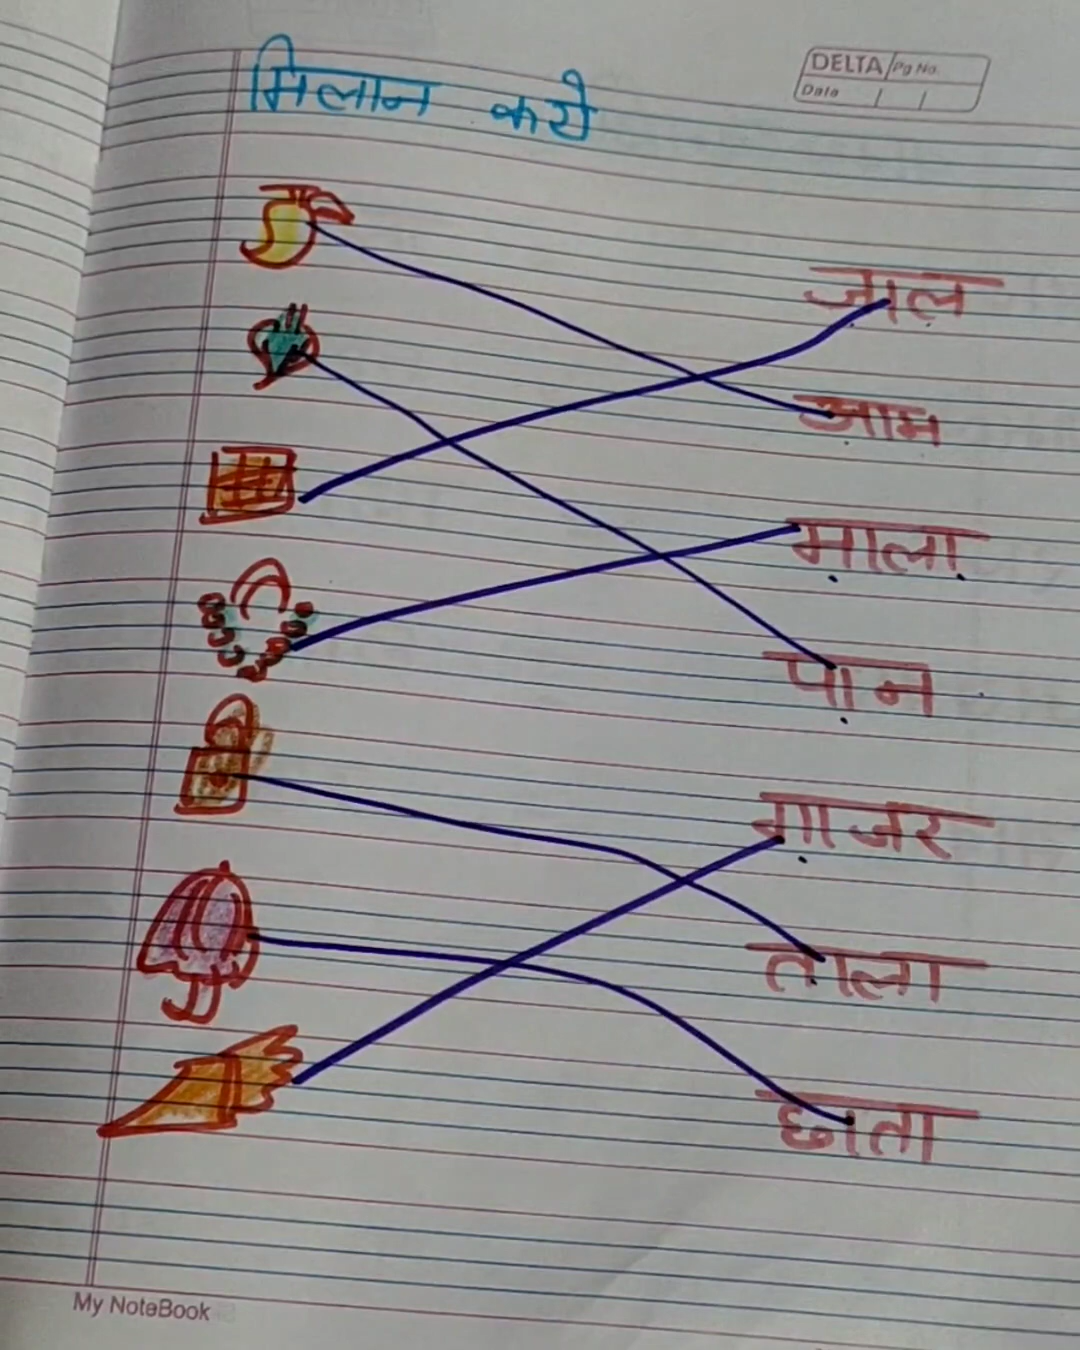 DELTA Pg No.
Date / /
मिलान करो
जाल
आम
माला
पान
गाजर
ताला
छाता
My NoteBook